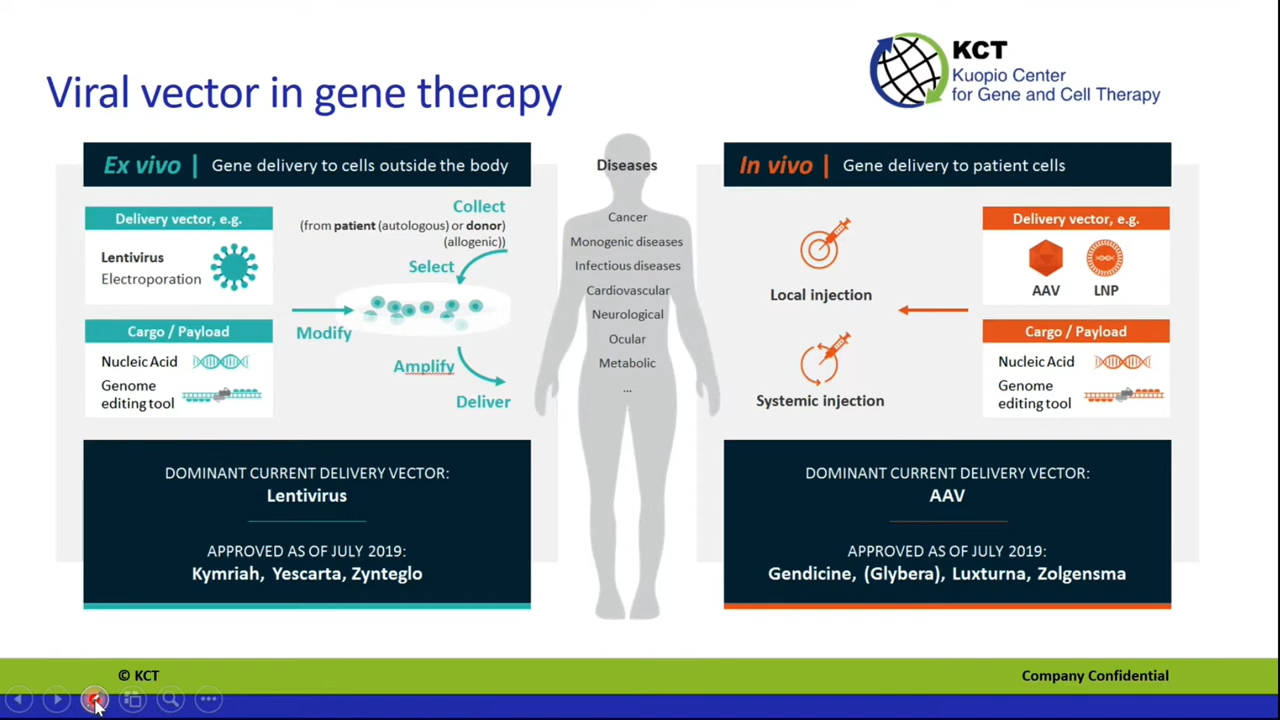 Viral vector in gene therapy
KCT
Kuopio Center
for Gene and Cell Therapy
Ex vivo | Gene delivery to cells outside the body
Delivery vector, e.g.
Lentivirus
Electroporation
Cargo / Payload
Nucleic Acid
Genome
editing tool
Collect
(from patient (autologous) or donor)
(allogenic))
Select
Modify
Amplify
Deliver
DOMINANT CURRENT DELIVERY VECTOR:
Lentivirus
APPROVED AS OF JULY 2019:
Kymriah, Yescarta, Zynteglo
Diseases
Cancer
Monogenic diseases
Infectious diseases
Cardiovascular
Neurological
Ocular
Metabolic
...
In vivo | Gene delivery to patient cells
Local injection
Systemic injection
Delivery vector, e.g.
AAV LNP
Cargo / Payload
Nucleic Acid
Genome
editing tool
DOMINANT CURRENT DELIVERY VECTOR:
AAV
APPROVED AS OF JULY 2019:
Gendicine, (Glybera), Luxturna, Zolgensma
© KCT
Company Confidential